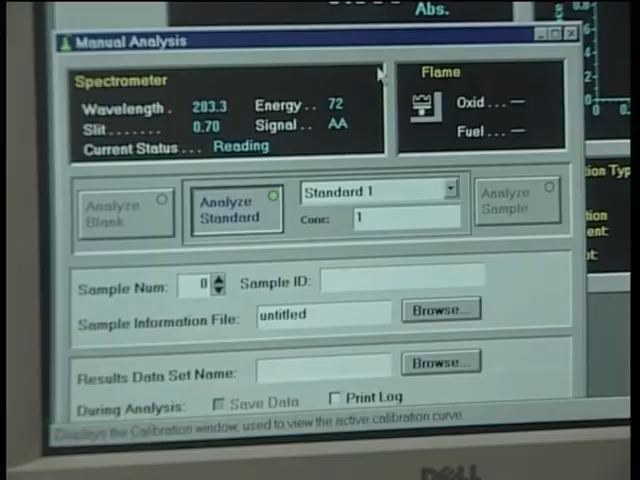 Abs.
Manual Analysis
Spectrometer
Wavelength . 283.3 Energy . . 72
Slit....... 0.70 Signal . . AA
Current Status . . . Reading
Flame
Oxid . . . —
Fuel . . —
Analyze Blank
Analyze Standard
Standard 1
Conc: 1
Analyze Sample
Sample Num: 0 Sample ID:
Sample Information File: untitled Browse...
Results Data Set Name: Browse...
During Analysis: Save Data Print Log
Displays the Calibration window, used to view the active calibration curve
ion Typ
DELL